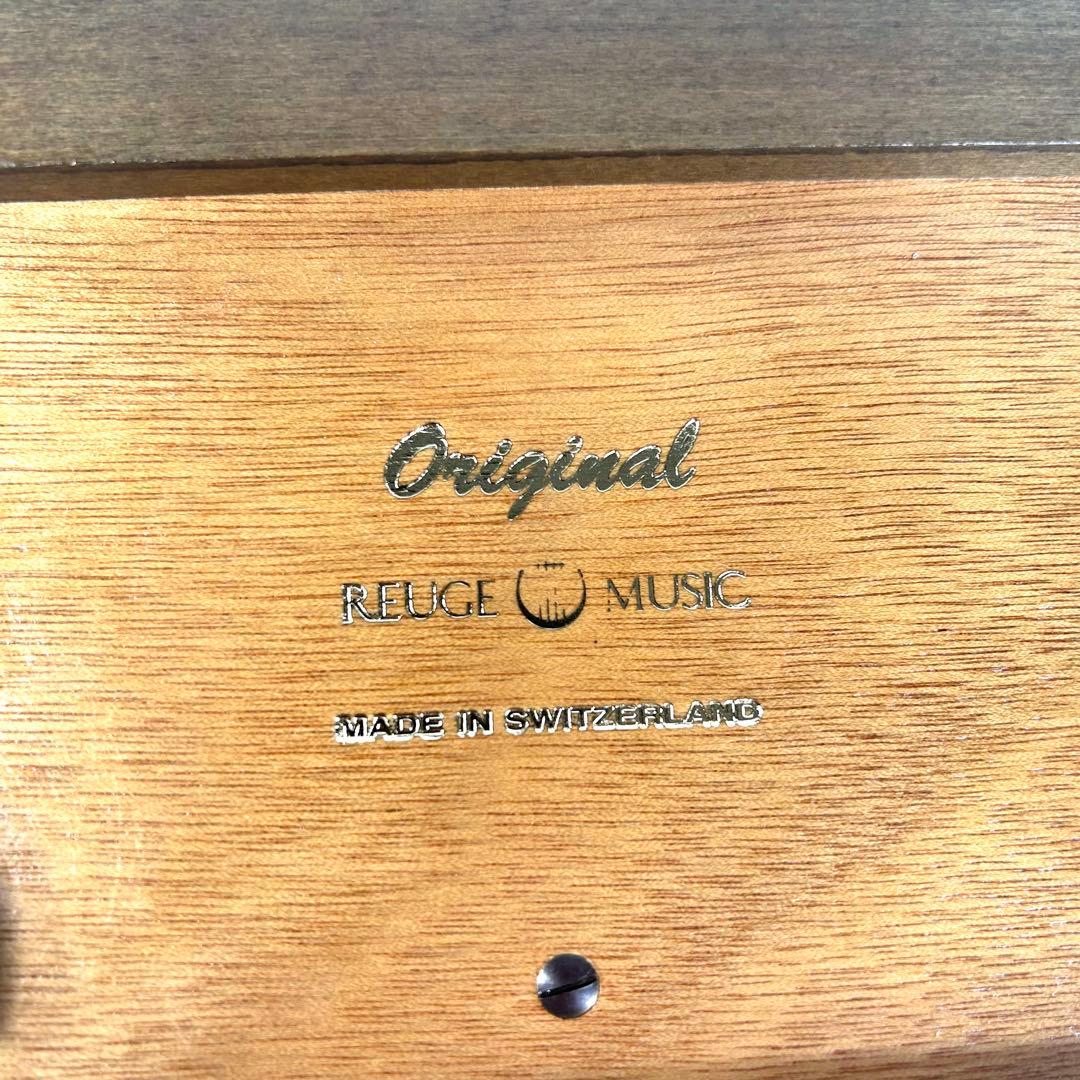 Original
REUGE MUSIC
MADE IN SWITZERLAND